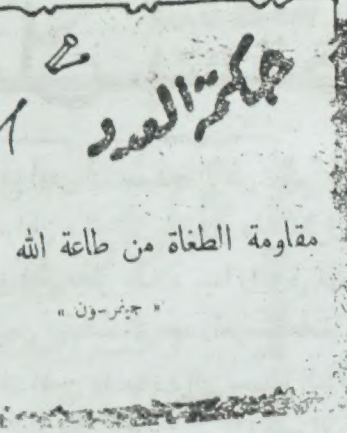 حكمة العدد
مقاومة الطغاة من طاعة الله
« جيفرسون »